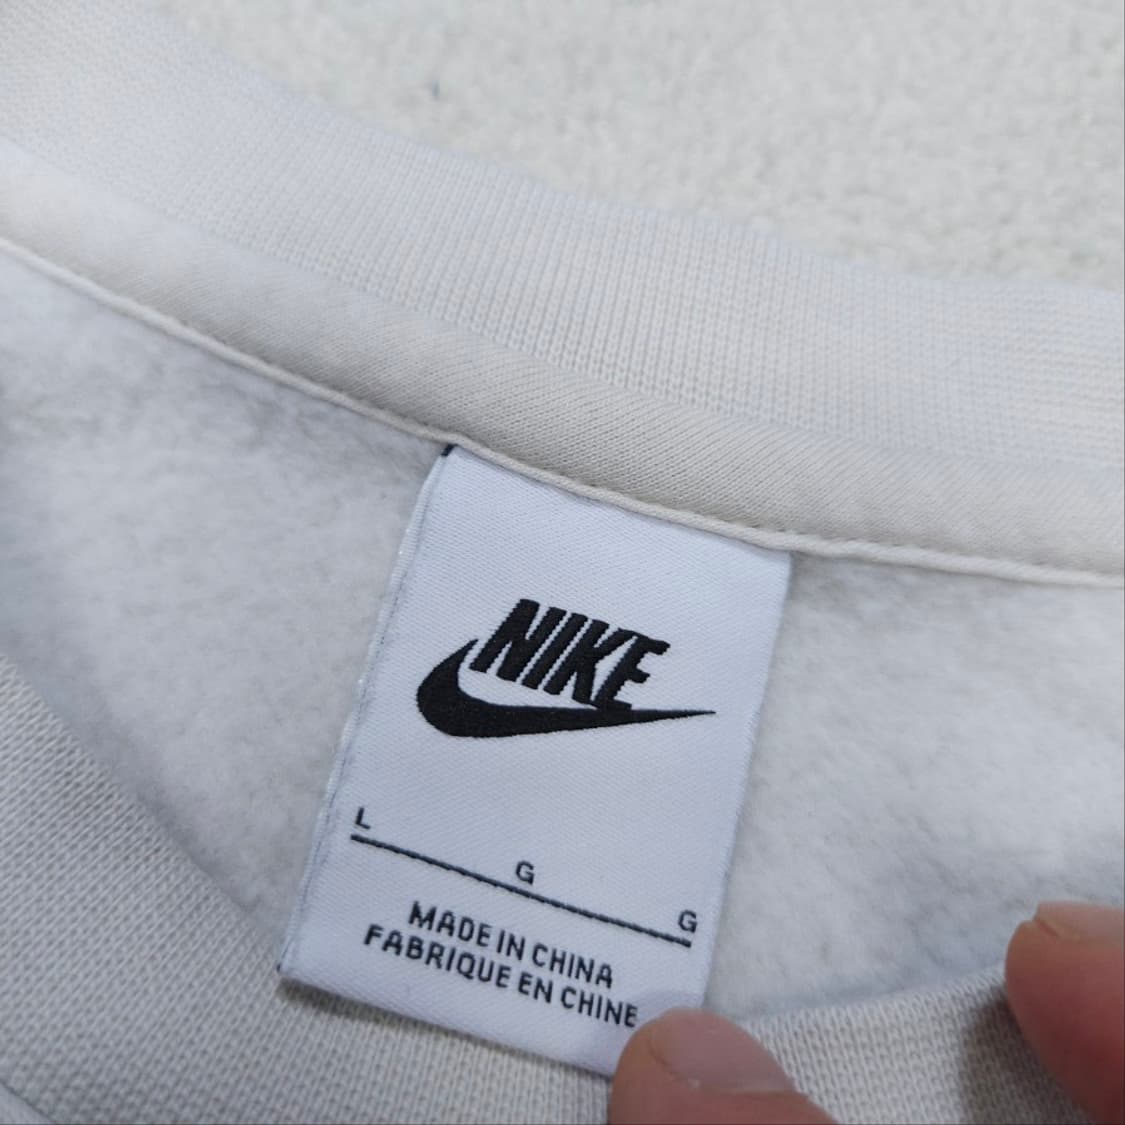 NIKE
L G G
MADE IN CHINA
FABRIQUE EN CHINE